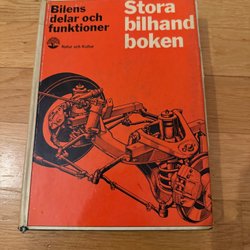 Bilens
delar och
funktioner
Natur och Kultur
Stora
bilhand
boken